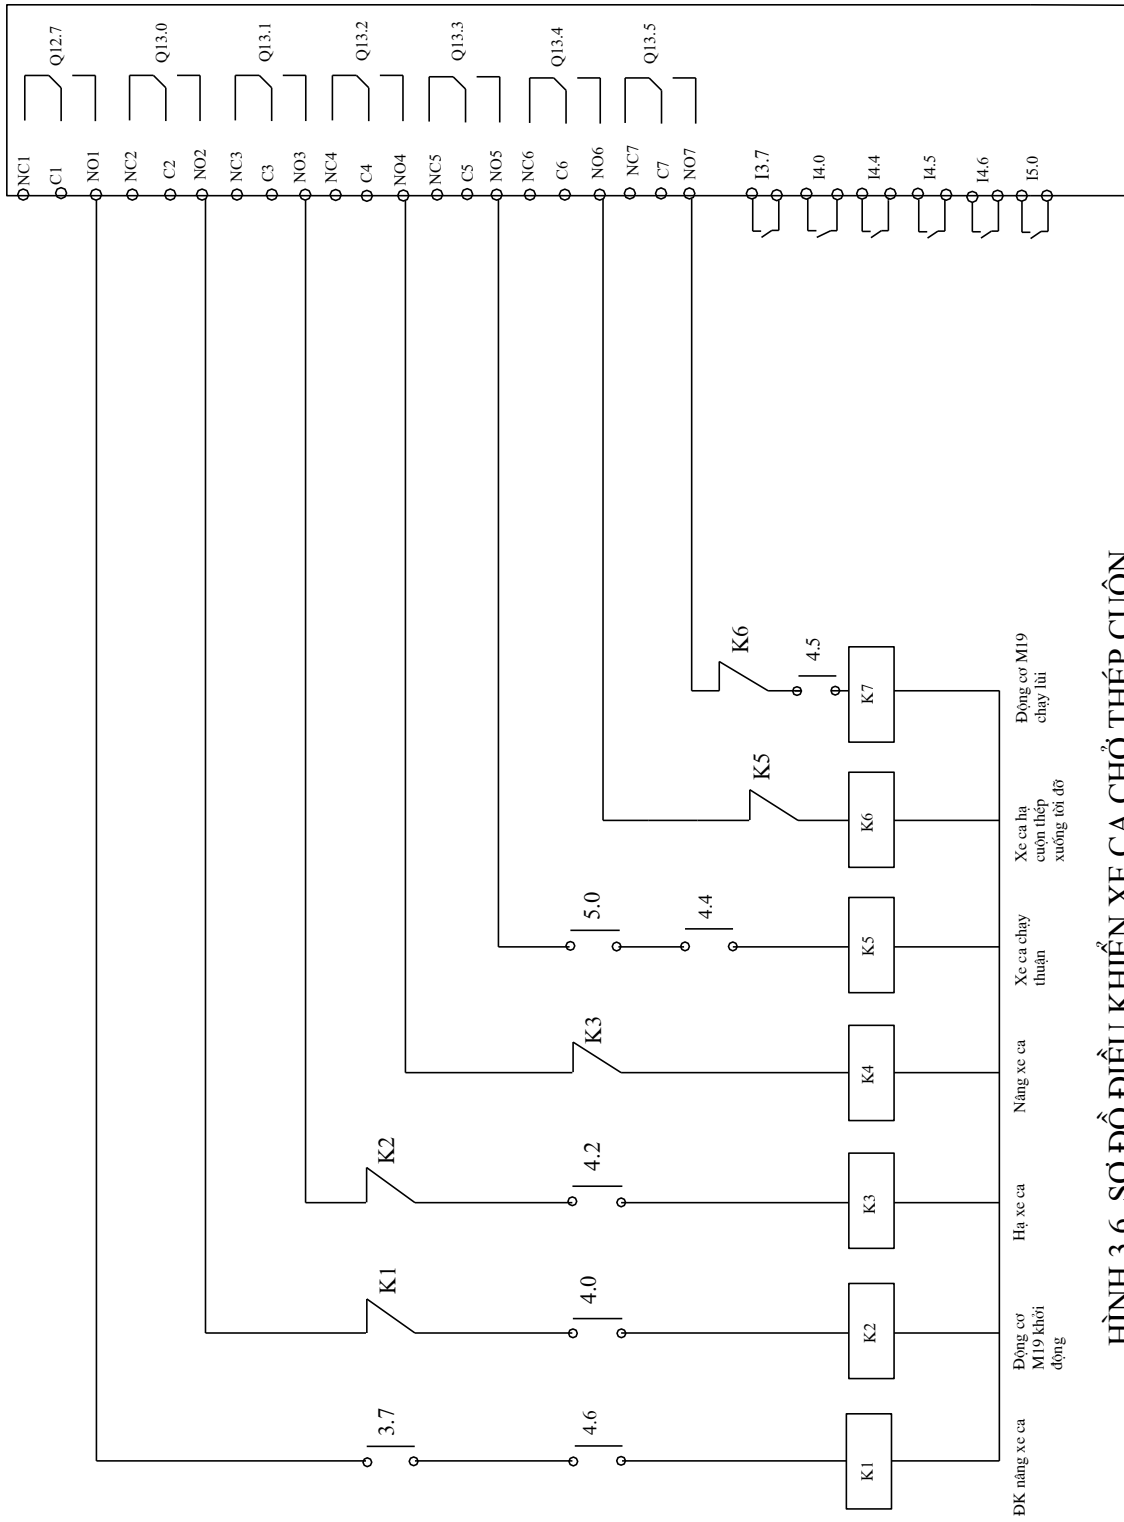 Q12.7
Q13.0
Q13.1
Q13.2
Q13.3
Q13.4
Q13.5
NC1
C1
NO1
NC2
C2
NO2
NC3
C3
NO3
NC4
C4
NO4
NC5
C5
NO5
NC6
C6
NO6
NC7
C7
NO7
I3.7
I4.0
I4.4
I4.5
I4.6
I5.0
3.7
4.6
K1
ĐK nâng xe ca
K1
4.0
K2
Động cơ
M19 khởi
động
K2
4.2
K3
Hạ xe ca
K3
K4
Nâng xe ca
5.0
4.4
K5
Xe ca chạy
thuận
K5
K6
Xe ca hạ
cuộn thép
xuống tời đỡ
K6
4.5
K7
Động cơ M19
chạy lùi
HÌNH 3.6 SƠ ĐỒ ĐIỀU KHIỂN XE CA CHỞ THÉP CUỘN